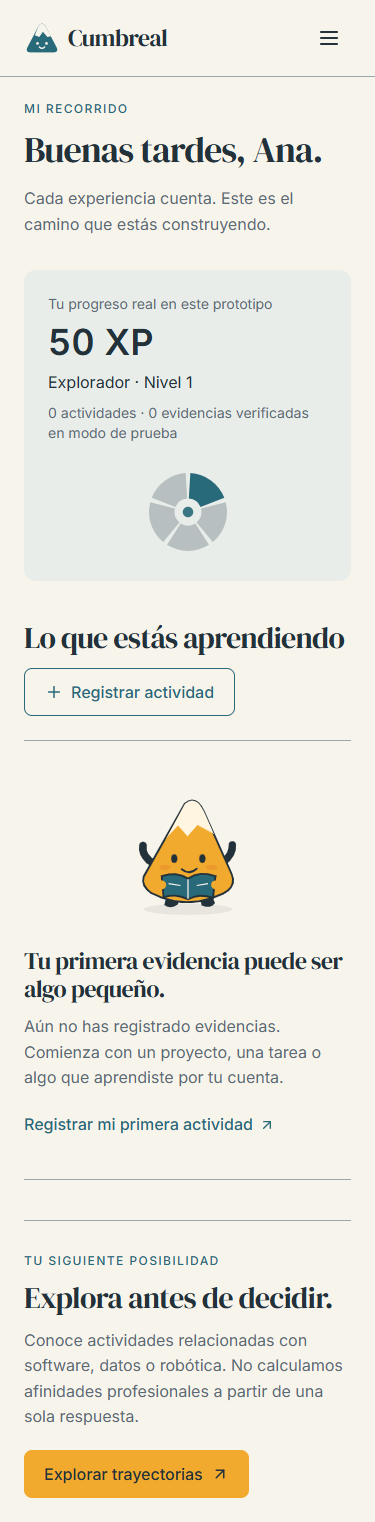 Cumbreal
MI RECORRIDO
Buenas tardes, Ana.
Cada experiencia cuenta. Este es el
camino que estás construyendo.
Tu progreso real en este prototipo
50 XP
Explorador · Nivel 1
0 actividades · 0 evidencias verificadas
en modo de prueba
Lo que estás aprendiendo
+ Registrar actividad
Tu primera evidencia puede ser
algo pequeño.
Aún no has registrado evidencias.
Comienza con un proyecto, una tarea o
algo que aprendiste por tu cuenta.
Registrar mi primera actividad ↗
TU SIGUIENTE POSIBILIDAD
Explora antes de decidir.
Conoce actividades relacionadas con
software, datos o robótica. No calculamos
afinidades profesionales a partir de una
sola respuesta.
Explorar trayectorias ↗